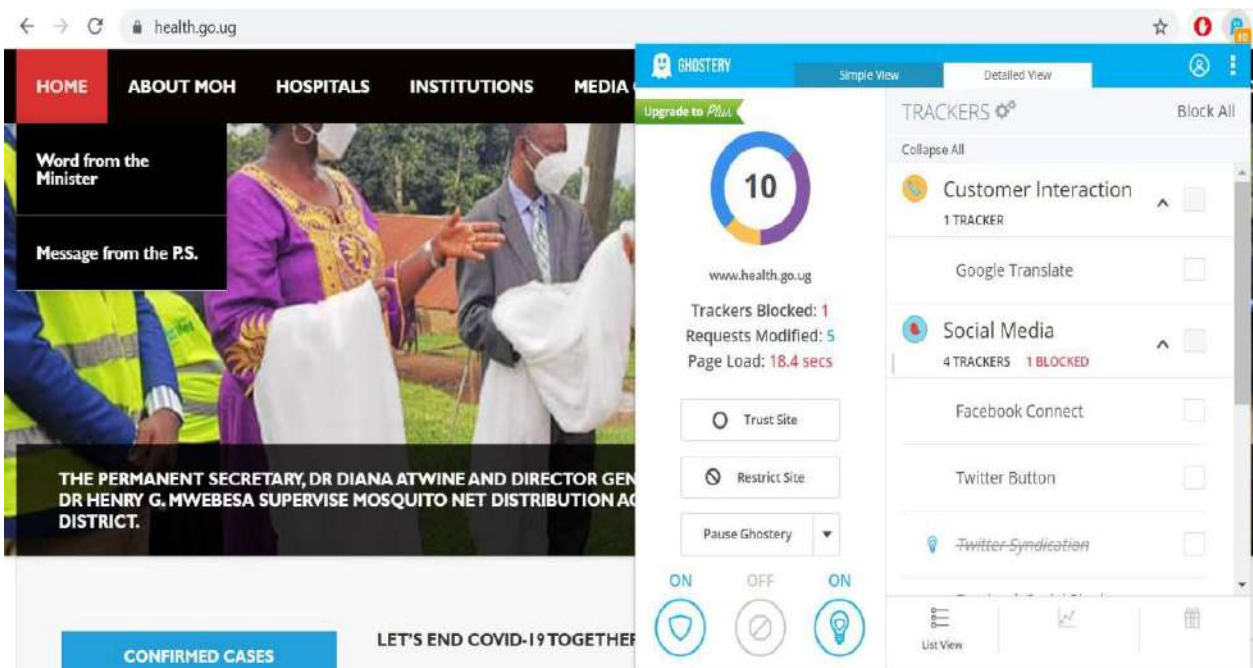 health.go.ug
10
HOME
ABOUT MOH
HOSPITALS
INSTITUTIONS
MEDIA
Word from the
Minister
Message from the P.S.
THE PERMANENT SECRETARY, DR DIANA ATWINE AND DIRECTOR GEN
DR HENRY G. MWEBESA SUPERVISE MOSQUITO NET DISTRIBUTION AC
DISTRICT.
CONFIRMED CASES
LET'S END COVID-19 TOGETHER
GHOSTERY
Simple View
Detailed View
Upgrade to Plus
10
www.health.go.ug
Trackers Blocked: 1
Requests Modified: 5
Page Load: 18.4 secs
Trust Site
Restrict Site
Pause Ghostery
ON
OFF
ON
TRACKERS
Block All
Collapse All
Customer Interaction
1 TRACKER
Google Translate
Social Media
4 TRACKERS 1 BLOCKED
Facebook Connect
Twitter Button
Twitter Syndication
List View